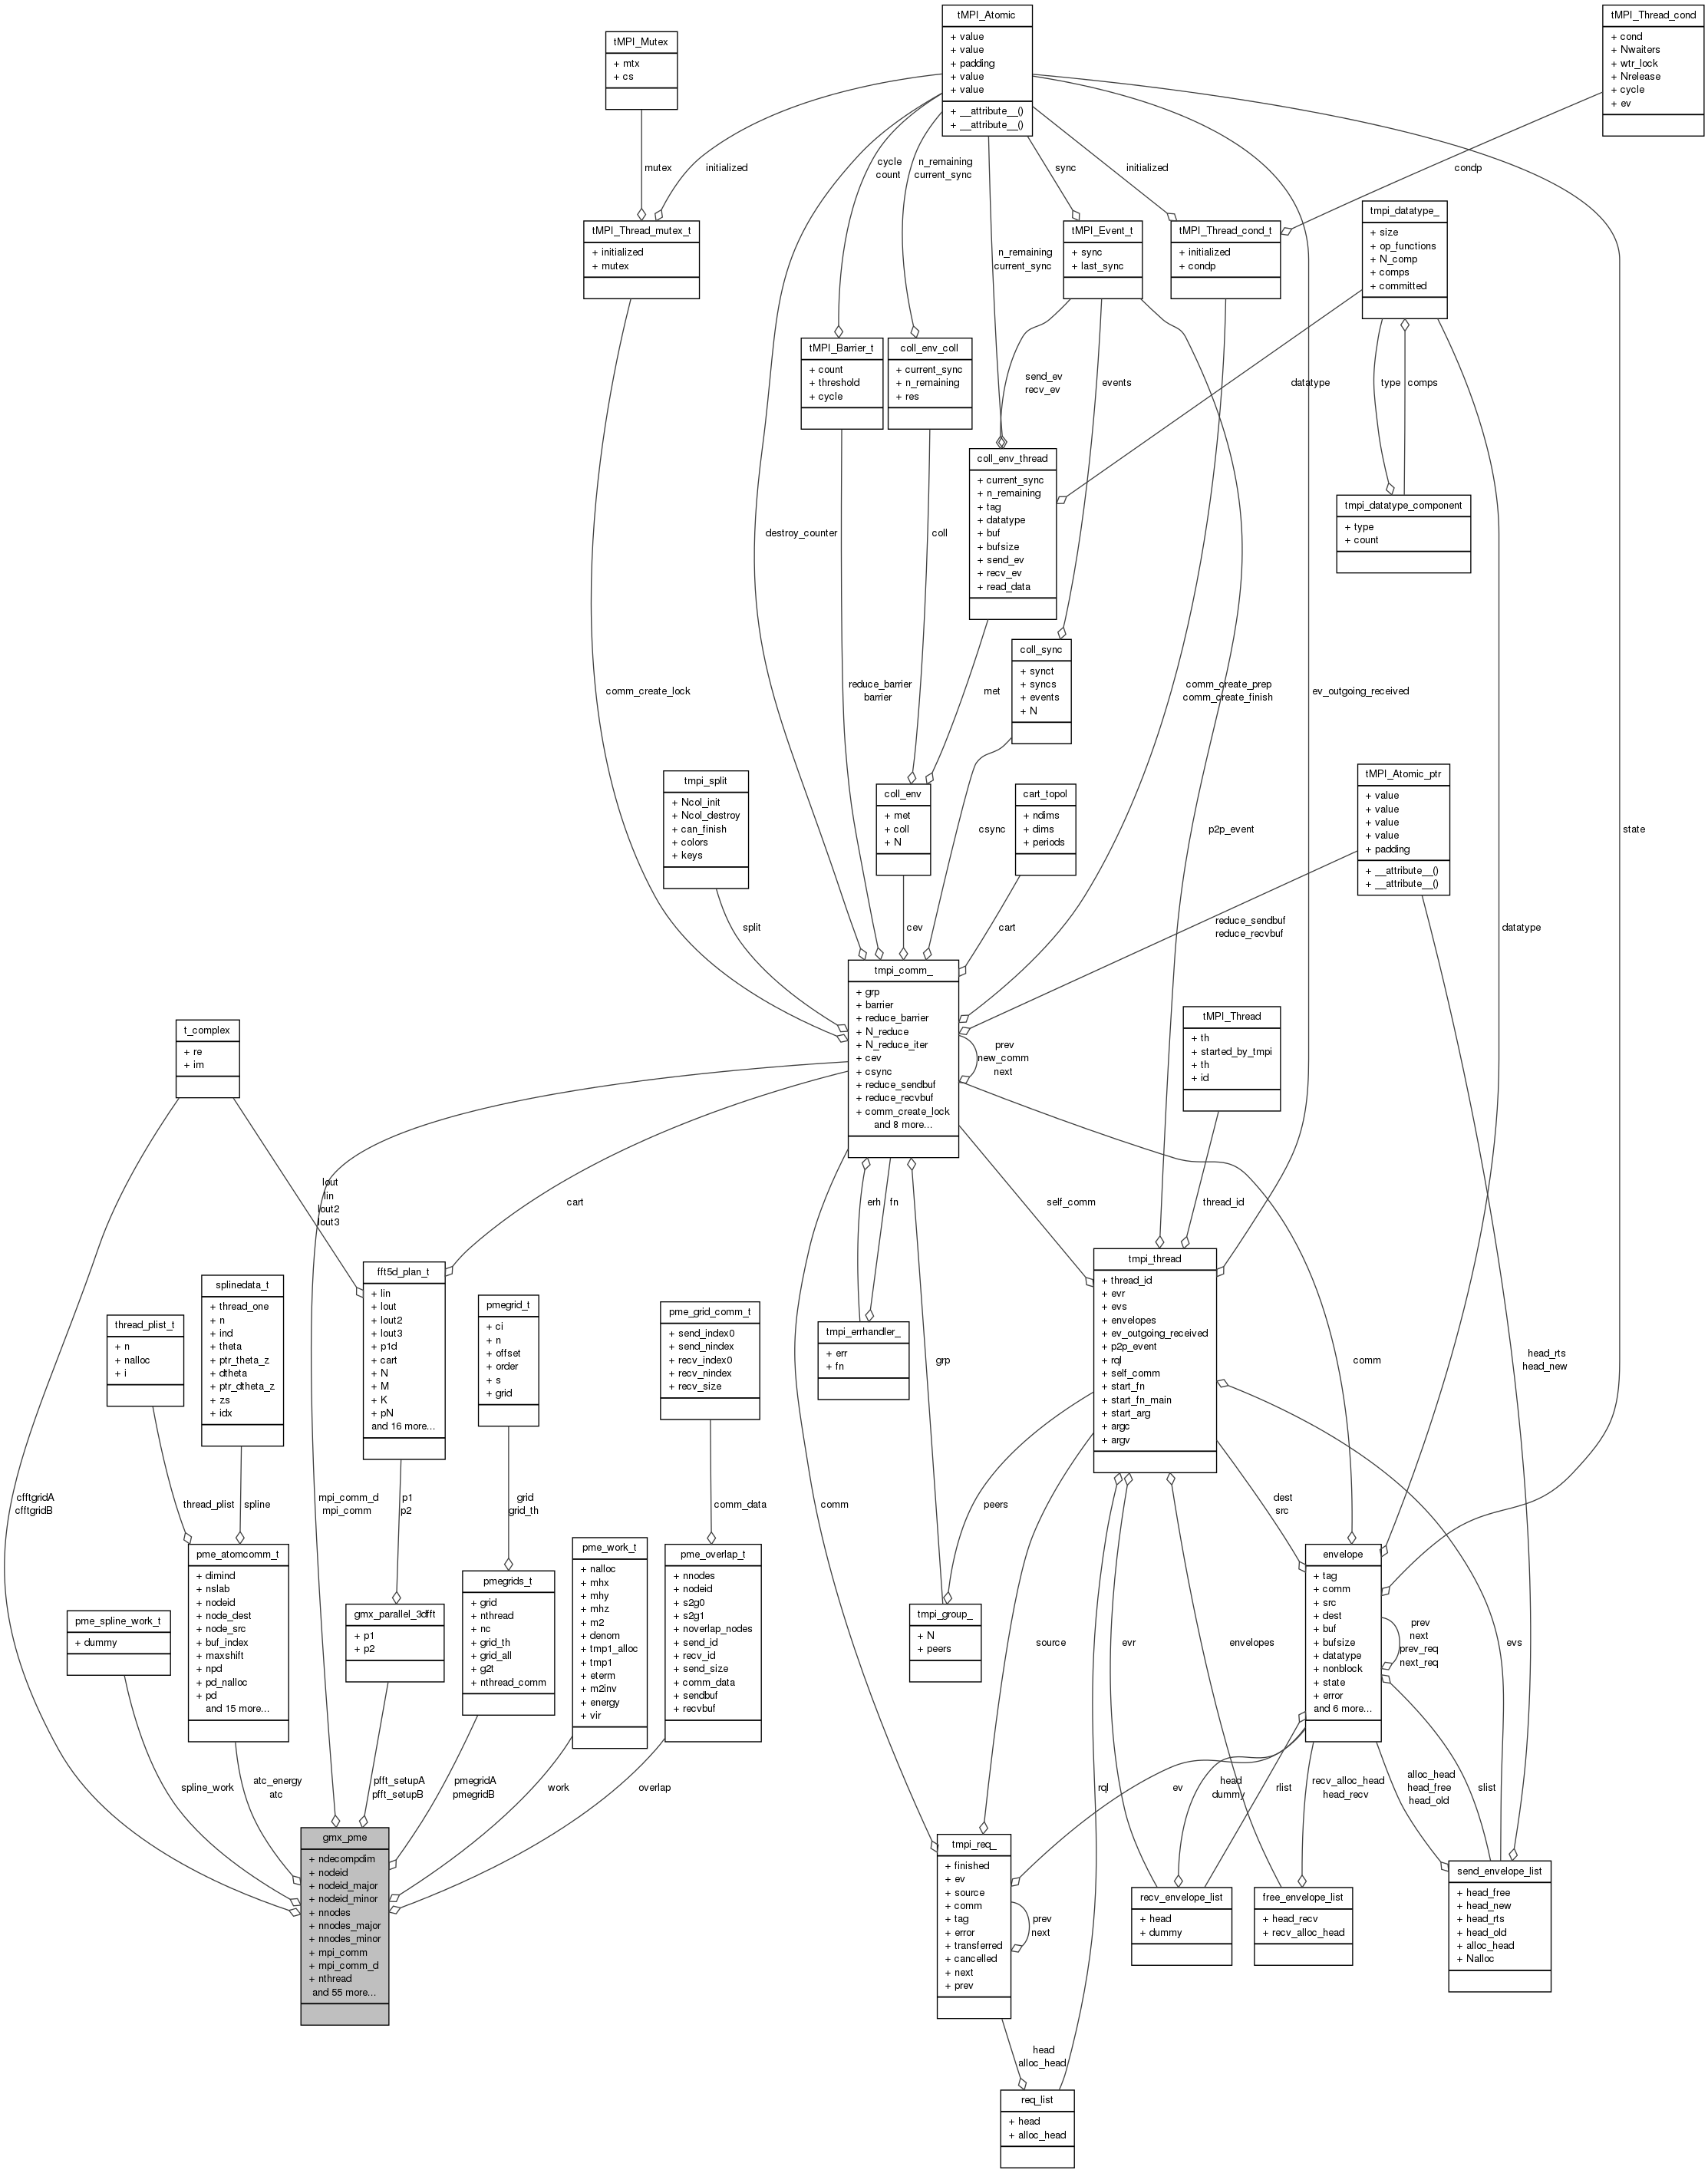 tMPI_Atomic
+ value
+ value
+ padding
+ value
+ value
+ __attribute__()
+ __attribute__()
tMPI_Thread_cond
+ cond
+ Nwaiters
+ wtr_lock
+ Nrelease
+ cycle
+ ev
tMPI_Mutex
+ mtx
+ cs
mutex
initialized
cycle
count
n_remaining
current_sync
sync
initialized
condp
tMPI_Thread_mutex_t
+ initialized
+ mutex
n_remaining
current_sync
tMPI_Event_t
+ sync
+ last_sync
tMPI_Thread_cond_t
+ initialized
+ condp
tmpi_datatype_
+ size
+ op_functions
+ N_comp
+ comps
+ committed
tMPI_Barrier_t
+ count
+ threshold
+ cycle
coll_env_coll
+ current_sync
+ n_remaining
+ res
send_ev
recv_ev
events
datatype
type
comps
coll_env_thread
+ current_sync
+ n_remaining
+ tag
+ datatype
+ buf
+ bufsize
+ send_ev
+ recv_ev
+ read_data
tmpi_datatype_component
+ type
+ count
destroy_counter
coll
coll_sync
+ synct
+ syncs
+ events
+ N
comm_create_lock
reduce_barrier
barrier
met
comm_create_prep
comm_create_finish
ev_outgoing_received
tmpi_split
+ Ncol_init
+ Ncol_destroy
+ can_finish
+ colors
+ keys
coll_env
+ met
+ coll
+ N
csync
cart_topol
+ ndims
+ dims
+ periods
p2p_event
tMPI_Atomic_ptr
+ value
+ value
+ value
+ value
+ padding
+ __attribute__()
+ __attribute__()
state
split
cev
cart
reduce_sendbuf
reduce_recvbuf
datatype
tmpi_comm_
+ grp
+ barrier
+ reduce_barrier
+ N_reduce
+ N_reduce_iter
+ cev
+ csync
+ reduce_sendbuf
+ reduce_recvbuf
+ comm_create_lock
and 8 more...
prev
new_comm
next
tMPI_Thread
+ th
+ started_by_tmpi
+ th
+ id
t_complex
+ re
+ im
lout
lin
lout2
lout3
cart
erh
fn
self_comm
thread_id
fft5d_plan_t
+ lin
+ lout
+ lout2
+ lout3
+ p1d
+ cart
+ N
+ M
+ K
+ pN
and 16 more...
splinedata_t
+ thread_one
+ n
+ ind
+ theta
+ ptr_theta_z
+ dtheta
+ ptr_dtheta_z
+ zs
+ idx
thread_plist_t
+ n
+ nalloc
+ i
pmegrid_t
+ ci
+ n
+ offset
+ order
+ s
+ grid
pme_grid_comm_t
+ send_index0
+ send_nindex
+ recv_index0
+ recv_nindex
+ recv_size
tmpi_errhandler_
+ err
+ fn
grp
tmpi_thread
+ thread_id
+ evr
+ evs
+ envelopes
+ ev_outgoing_received
+ p2p_event
+ rql
+ self_comm
+ start_fn
+ start_fn_main
+ start_arg
+ argc
+ argv
comm
head_rts
head_new
cfftgridA
cfftgridB
thread_plist
spline
mpi_comm_d
mpi_comm
p1
p2
grid
grid_th
comm_data
comm
peers
dest
src
pme_atomcomm_t
+ dimind
+ nslab
+ nodeid
+ node_dest
+ node_src
+ buf_index
+ maxshift
+ npd
+ pd_nalloc
+ pd
and 15 more...
pme_spline_work_t
+ dummy
gmx_parallel_3dfft
+ p1
+ p2
pmegrids_t
+ grid
+ nthread
+ nc
+ grid_th
+ grid_all
+ g2t
+ nthread_comm
pme_work_t
+ nalloc
+ mhx
+ mhy
+ mhz
+ m2
+ denom
+ tmp1_alloc
+ tmp1
+ eterm
+ m2inv
+ energy
+ vir
pme_overlap_t
+ nnodes
+ nodeid
+ s2g0
+ s2g1
+ noverlap_nodes
+ send_id
+ recv_id
+ send_size
+ comm_data
+ sendbuf
+ recvbuf
tmpi_group_
+ N
+ peers
source
evr
envelopes
envelope
+ tag
+ comm
+ src
+ dest
+ buf
+ bufsize
+ datatype
+ nonblock
+ state
+ error
and 6 more...
prev
next
prev_req
next_req
evs
spline_work
atc_energy
atc
pfft_setupA
pfft_setupB
pmegridA
pmegridB
work
overlap
rql
ev
head
dummy
rlist
recv_alloc_head
head_recv
alloc_head
head_free
head_old
slist
gmx_pme
+ ndecompdim
+ nodeid
+ nodeid_major
+ nodeid_minor
+ nnodes
+ nnodes_major
+ nnodes_minor
+ mpi_comm
+ mpi_comm_d
+ nthread
and 55 more...
tmpi_req_
+ finished
+ ev
+ source
+ comm
+ tag
+ error
+ transferred
+ cancelled
+ next
+ prev
prev
next
recv_envelope_list
+ head
+ dummy
free_envelope_list
+ head_recv
+ recv_alloc_head
send_envelope_list
+ head_free
+ head_new
+ head_rts
+ head_old
+ alloc_head
+ Nalloc
head
alloc_head
req_list
+ head
+ alloc_head